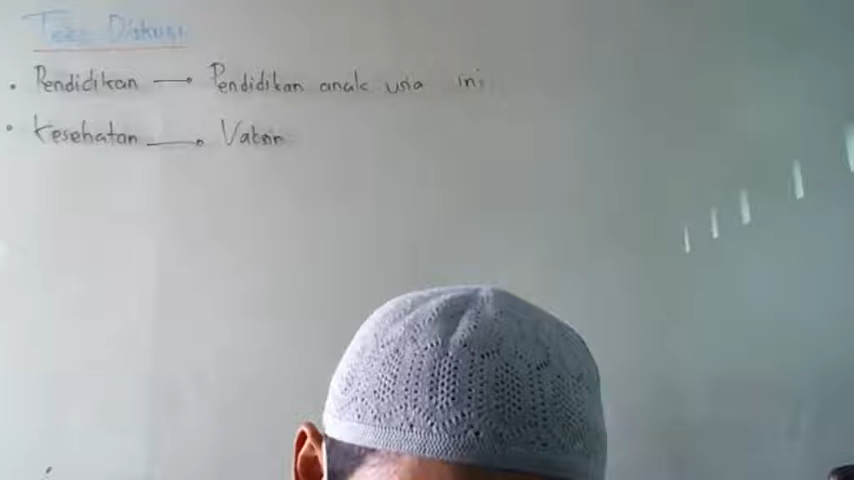 Teks Diskusi
• Pendidikan → Pendidikan anak usia ini
• Kesehatan → Vaksin